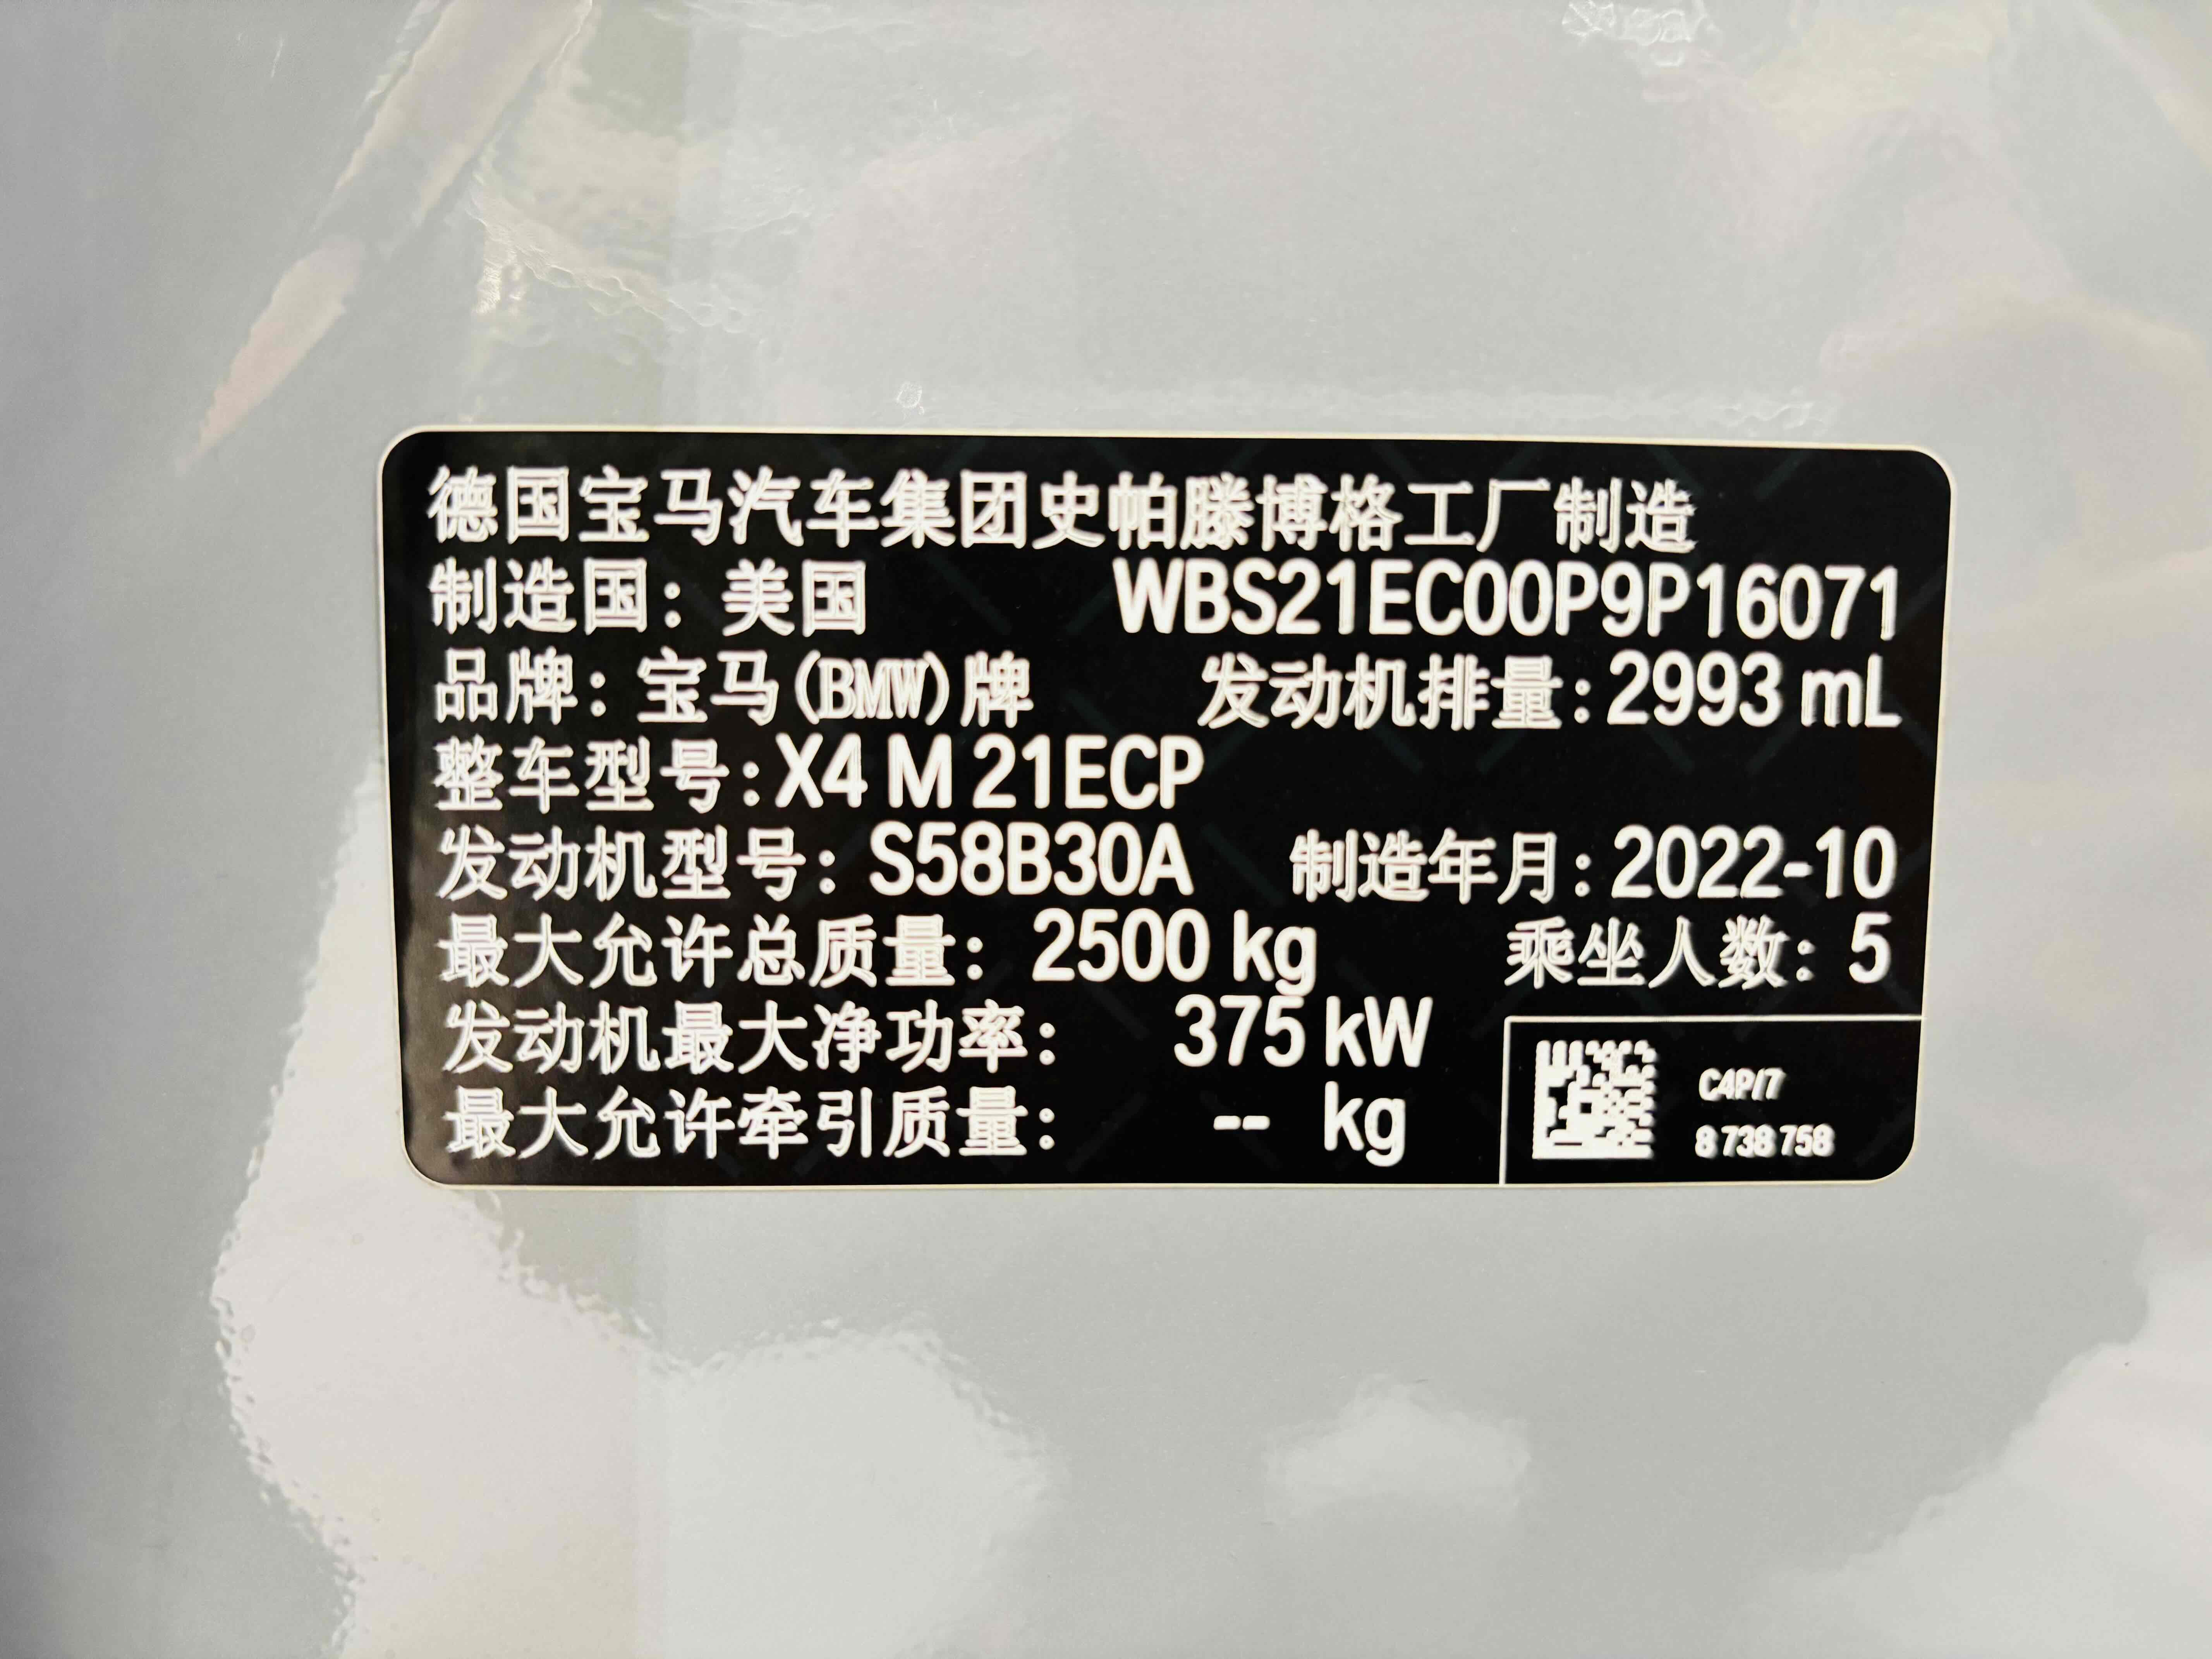 德国宝马汽车集团史帕滕博格工厂制造
制造国：美国 WBS21EC00P9P16071
品牌：宝马(BMW)牌 发动机排量：2993 mL
整车型号：X4 M 21ECP
发动机型号：S58B30A 制造年月：2022-10
最大允许总质量：2500 kg 乘坐人数：5
发动机最大净功率：375 kW
最大允许牵引质量：-- kg
C4P/7
8 738 758